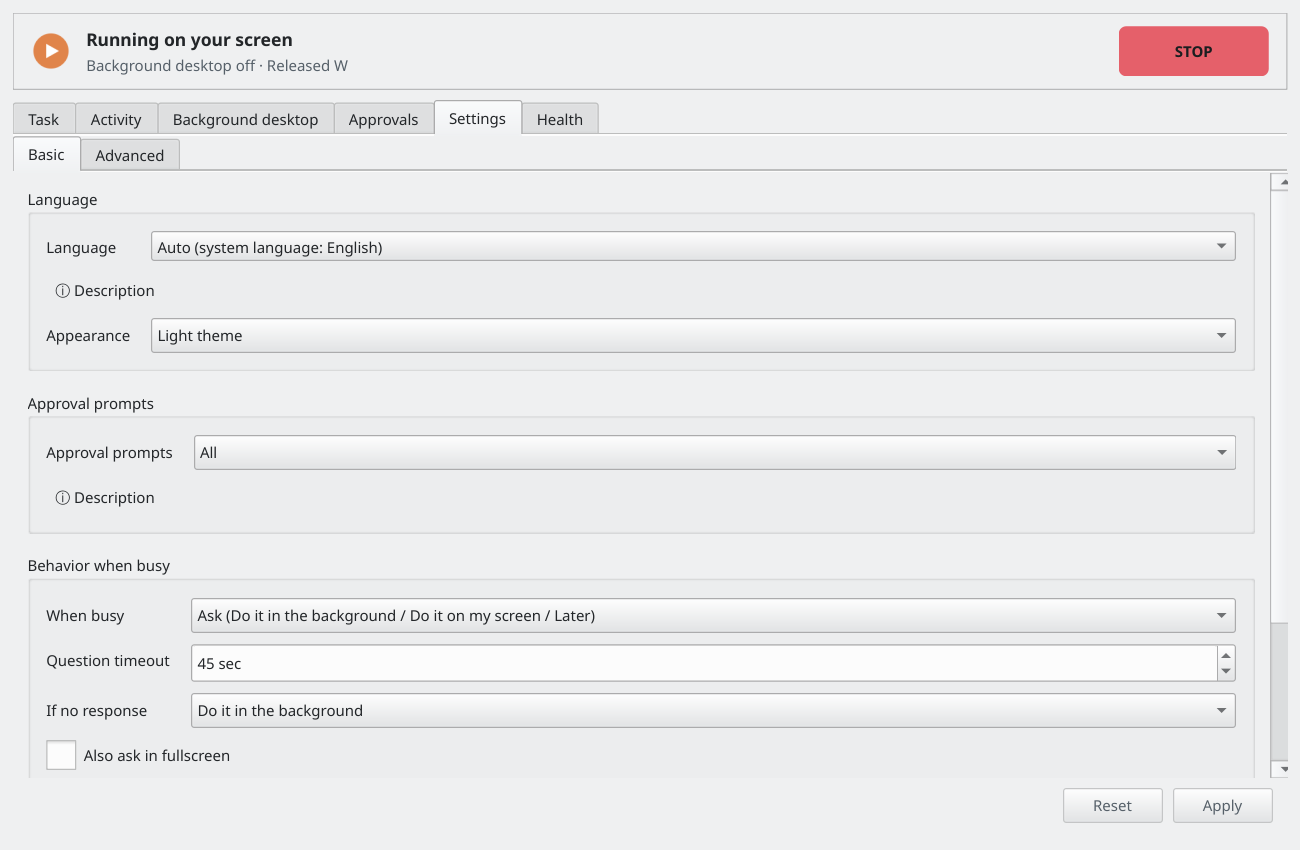 Running on your screen
Background desktop off · Released W
STOP
Task Activity Background desktop Approvals Settings Health
Basic Advanced
Language
Language Auto (system language: English)
ⓘ Description
Appearance Light theme
Approval prompts
Approval prompts All
ⓘ Description
Behavior when busy
When busy Ask (Do it in the background / Do it on my screen / Later)
Question timeout 45 sec
If no response Do it in the background
Also ask in fullscreen
Reset Apply